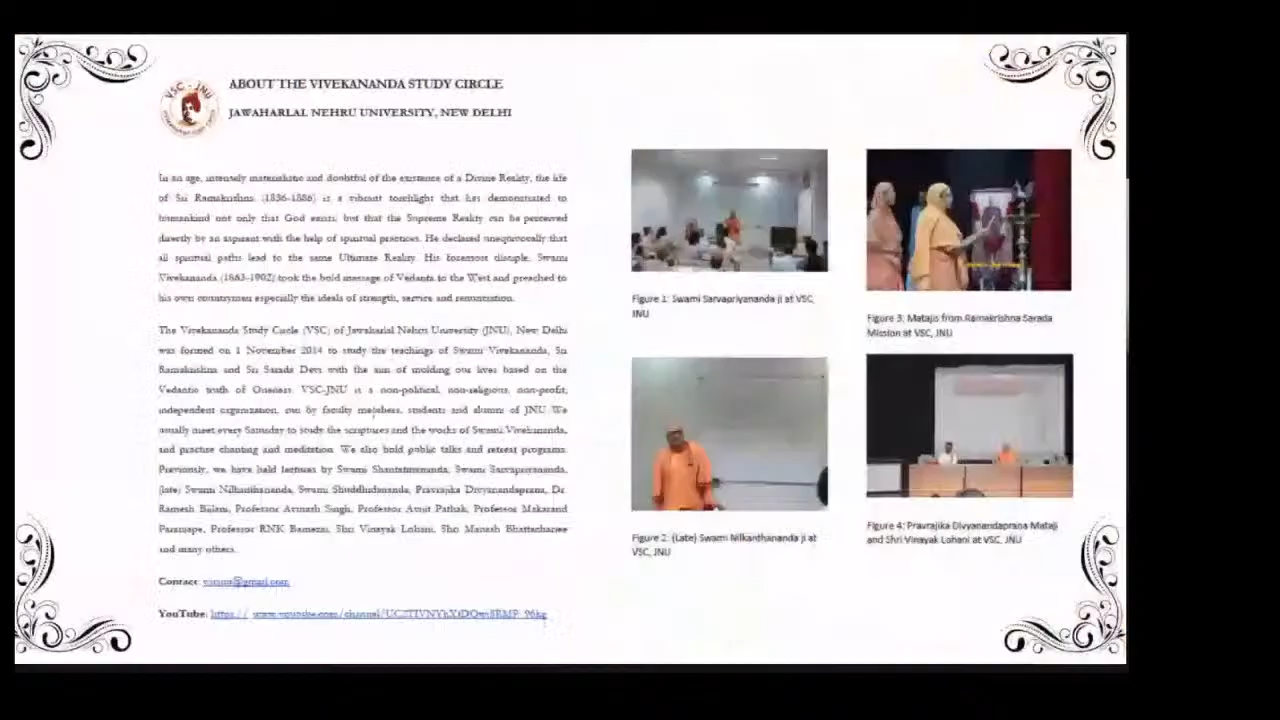 VSC - JNU
ABOUT THE VIVEKANANDA STUDY CIRCLE
JAWAHARLAL NEHRU UNIVERSITY, NEW DELHI
In an age, intensely materialistic and doubtful of the existence of a Divine Reality, the life
of Sri Ramakrishna (1836-1886) is a vibrant torchlight that has demonstrated to
humankind not only that God exists, but that the Supreme Reality can be perceived
directly by an aspirant with the help of spiritual practices. He declared unequivocally that
all spiritual paths lead to the same Ultimate Reality. His foremost disciple, Swami
Vivekananda (1863-1902) took the bold message of Vedanta to the West and preached to
his own countrymen especially the ideals of strength, service and renunciation.
The Vivekananda Study Circle (VSC) of Jawaharlal Nehru University (JNU), New Delhi
was formed on 1 November 2014 to study the teachings of Swami Vivekananda, Sri
Ramakrishna and Sri Sarada Devi with the aim of molding our lives based on the
Vedantic truth of Oneness. VSC-JNU is a non-political, non-religious, non-profit,
independent organization, run by faculty members, students and alumni of JNU. We
usually meet every Saturday to study the scriptures and the works of Swami Vivekananda,
and practise chanting and meditation. We also hold public talks and retreat programs.
Previously, we have held lectures by Swami Shantatmananda, Swami Sarvapriyananda,
(late) Swami Nilkanthananda, Swami Shuddhidananda, Pravrajika Divyanandaprana, Dr.
Ramesh Bijlani, Professor Avinash Singh, Professor Avijit Pathak, Professor Makarand
Paranjape, Professor RNK Bamezai, Shri Vinayak Lohani, Shri Manash Bhattacharjee
and many others.
Contact:
YouTube:
Figure 1: Swami Sarvapriyananda ji at VSC,
JNU
Figure 2: (Late) Swami Nilkanthananda ji at
VSC, JNU
Figure 3: Matajis from Ramakrishna Sarada
Mission at VSC, JNU
Figure 4: Pravrajika Divyanandaprana Mataji
and Shri Vinayak Lohani at VSC, JNU